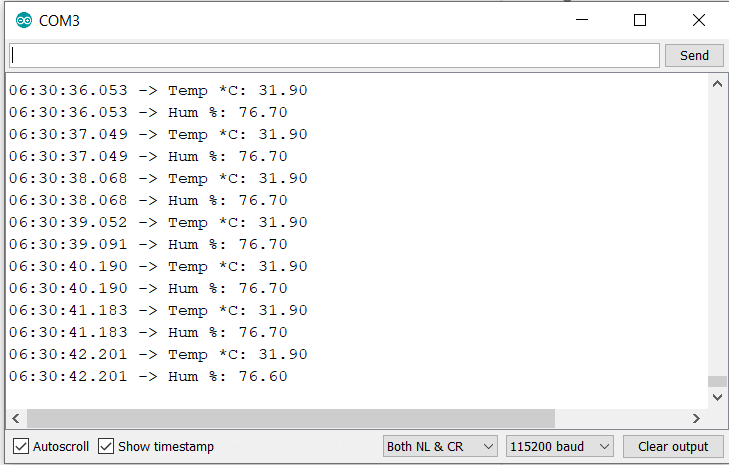 COM3
Send
06:30:36.053 -> Temp *C: 31.90
06:30:36.053 -> Hum %: 76.70
06:30:37.049 -> Temp *C: 31.90
06:30:37.049 -> Hum %: 76.70
06:30:38.068 -> Temp *C: 31.90
06:30:38.068 -> Hum %: 76.70
06:30:39.052 -> Temp *C: 31.90
06:30:39.091 -> Hum %: 76.70
06:30:40.190 -> Temp *C: 31.90
06:30:40.190 -> Hum %: 76.70
06:30:41.183 -> Temp *C: 31.90
06:30:41.183 -> Hum %: 76.70
06:30:42.201 -> Temp *C: 31.90
06:30:42.201 -> Hum %: 76.60
Autoscroll Show timestamp Both NL & CR 115200 baud Clear output